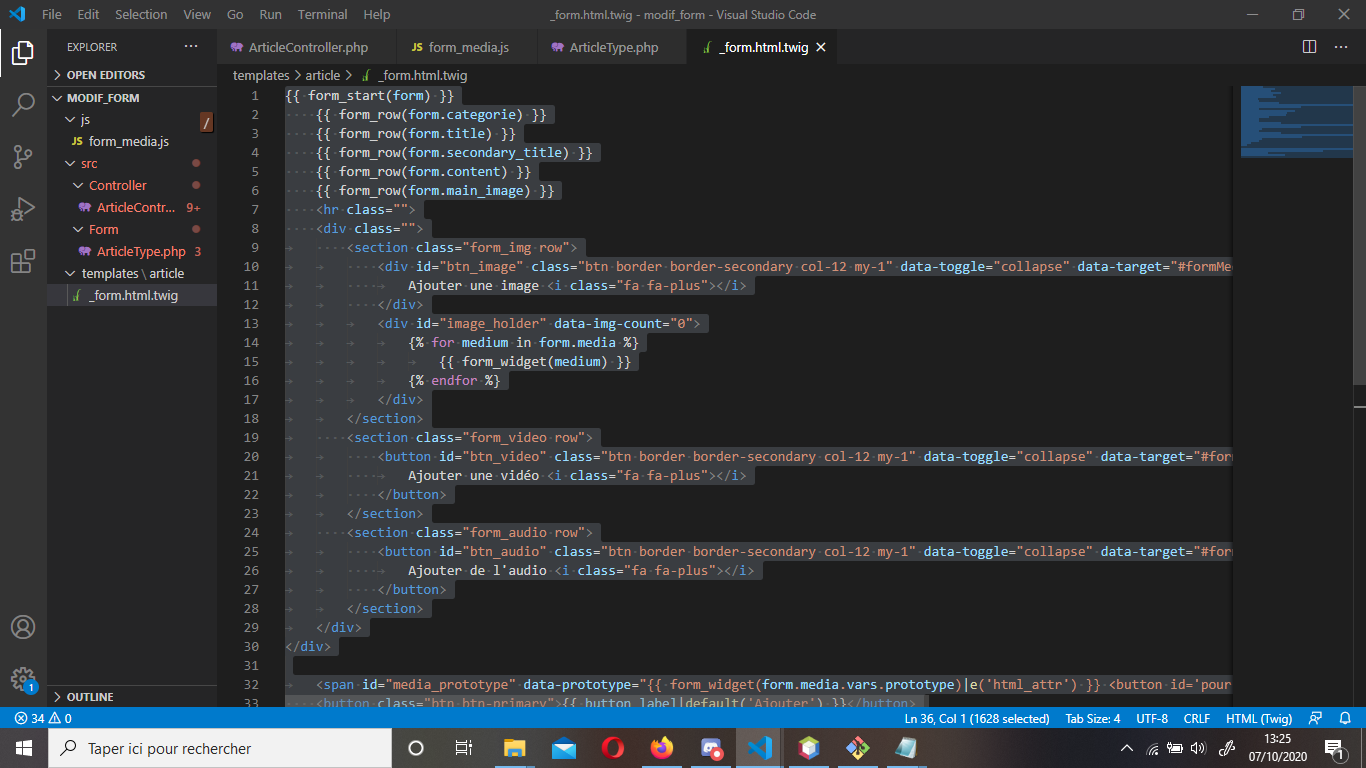 File Edit Selection View Go Run Terminal Help _form.html.twig - modif_form - Visual Studio Code
EXPLORER
OPEN EDITORS
MODIF_FORM
js
JS form_media.js
src
Controller
ArticleContr... 9+
Form
ArticleType.php 3
templates \ article
_form.html.twig
OUTLINE
ArticleController.php JS form_media.js ArticleType.php _form.html.twig
templates > article > _form.html.twig
1 {{ form_start(form) }}
2 {{ form_row(form.categorie) }}
3 {{ form_row(form.title) }}
4 {{ form_row(form.secondary_title) }}
5 {{ form_row(form.content) }}
6 {{ form_row(form.main_image) }}
7 <hr class="">
8 <div class="">
9 <section class="form_img row">
10 <div id="btn_image" class="btn border border-secondary col-12 my-1" data-toggle="collapse" data-target="#formMe
11 Ajouter une image <i class="fa fa-plus"></i>
12 </div>
13 <div id="image_holder" data-img-count="0">
14 {% for medium in form.media %}
15 {{ form_widget(medium) }}
16 {% endfor %}
17 </div>
18 </section>
19 <section class="form_video row">
20 <button id="btn_video" class="btn border border-secondary col-12 my-1" data-toggle="collapse" data-target="#for
21 Ajouter une vidéo <i class="fa fa-plus"></i>
22 </button>
23 </section>
24 <section class="form_audio row">
25 <button id="btn_audio" class="btn border border-secondary col-12 my-1" data-toggle="collapse" data-target="#for
26 Ajouter de l'audio <i class="fa fa-plus"></i>
27 </button>
28 </section>
29 </div>
30 </div>
31
32 <span id="media_prototype" data-prototype="{{ form_widget(form.media.vars.prototype)|e('html_attr') }} <button id='pour
33 <button class="btn btn-primary">{{ button_label|default('Ajouter') }}</button>
1
34 0 Ln 36, Col 1 (1628 selected) Tab Size: 4 UTF-8 CRLF HTML (Twig)
Taper ici pour rechercher
13:25
07/10/2020
1